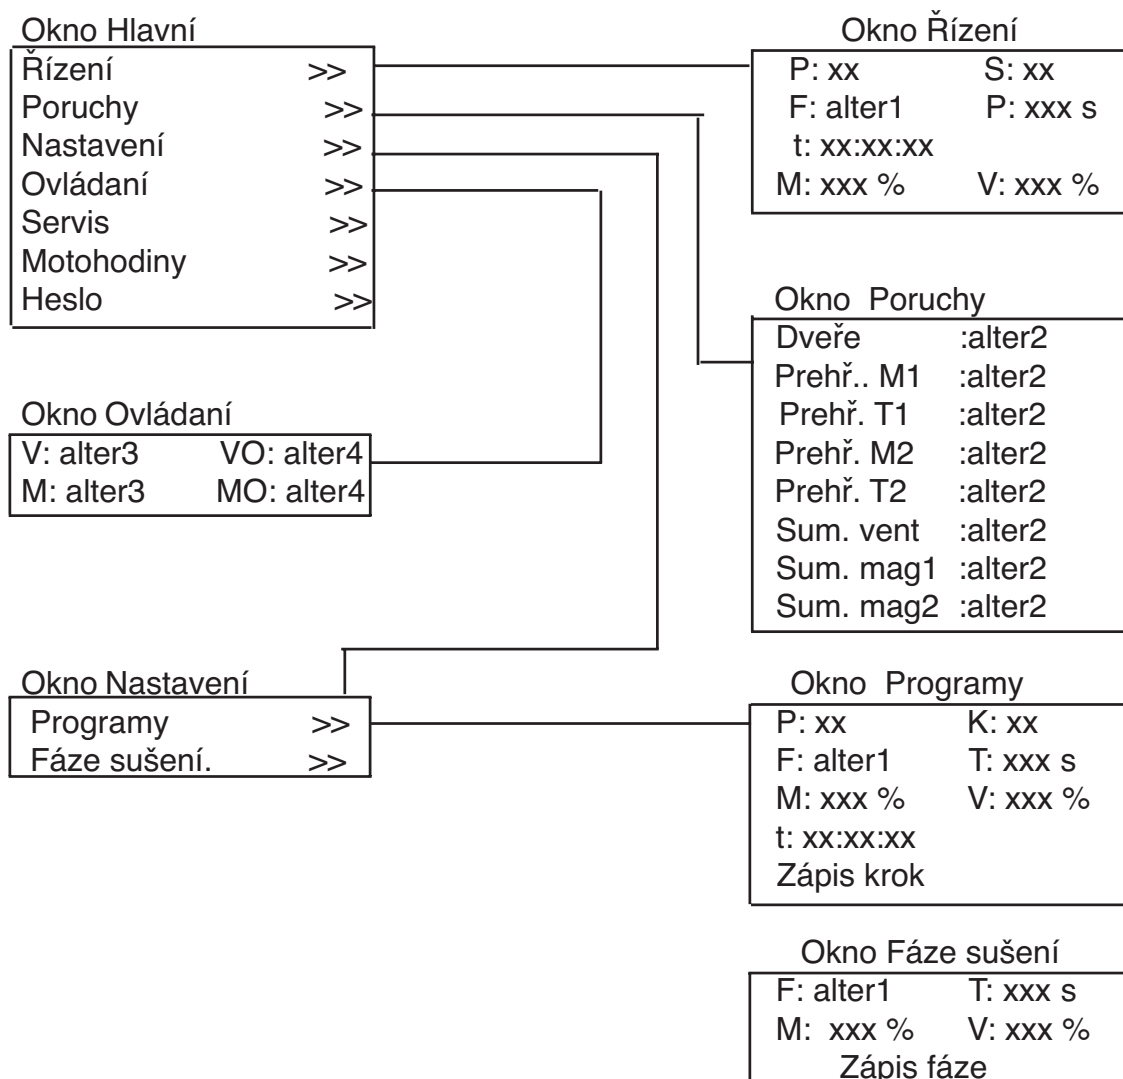 Okno Hlavní
Řízení >>
Poruchy >>
Nastavení >>
Ovládaní >>
Servis >>
Motohodiny >>
Heslo >>
Okno Ovládaní
V: alter3 VO: alter4
M: alter3 MO: alter4
Okno Nastavení
Programy >>
Fáze sušení. >>
Okno Řízení
P: xx S: xx
F: alter1 P: xxx s
t: xx:xx:xx
M: xxx % V: xxx %
Okno Poruchy
Dveře :alter2
Prehř.. M1 :alter2
Prehř. T1 :alter2
Prehř. M2 :alter2
Prehř. T2 :alter2
Sum. vent :alter2
Sum. mag1 :alter2
Sum. mag2 :alter2
Okno Programy
P: xx K: xx
F: alter1 T: xxx s
M: xxx % V: xxx %
t: xx:xx:xx
Zápis krok
Okno Fáze sušení
F: alter1 T: xxx s
M: xxx % V: xxx %
Zápis fáze